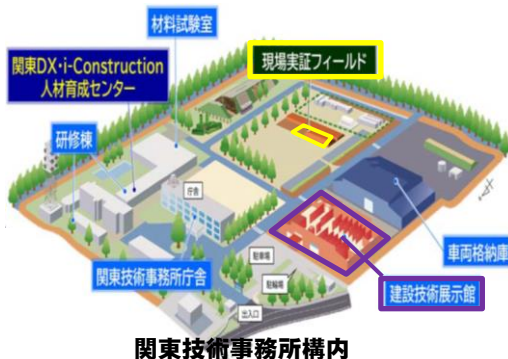 材料試験室
関東DX・i-Construction
人材育成センター
現場実証フィールド
研修棟
庁舎
関東技術事務所庁舎
駐車場
駐輪場
出入口
車両格納庫
建設技術展示館
関東技術事務所構内